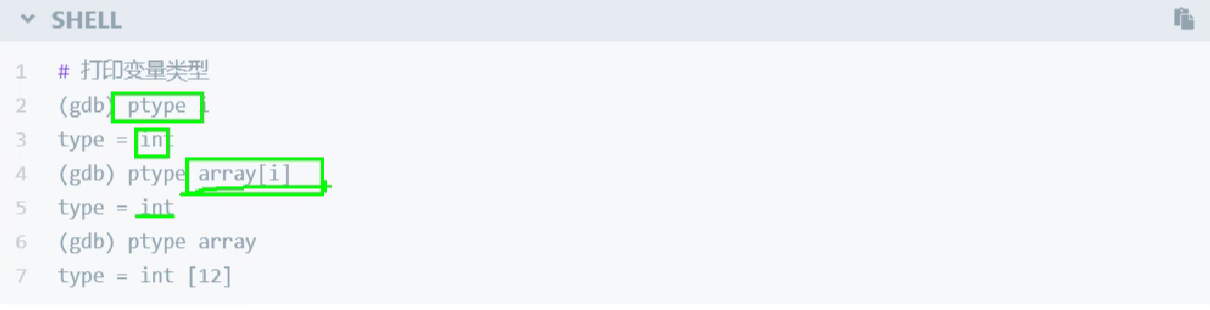 SHELL
1 # 打印变量类型
2 (gdb) ptype i
3 type = int
4 (gdb) ptype array[i]
5 type = int
6 (gdb) ptype array
7 type = int [12]